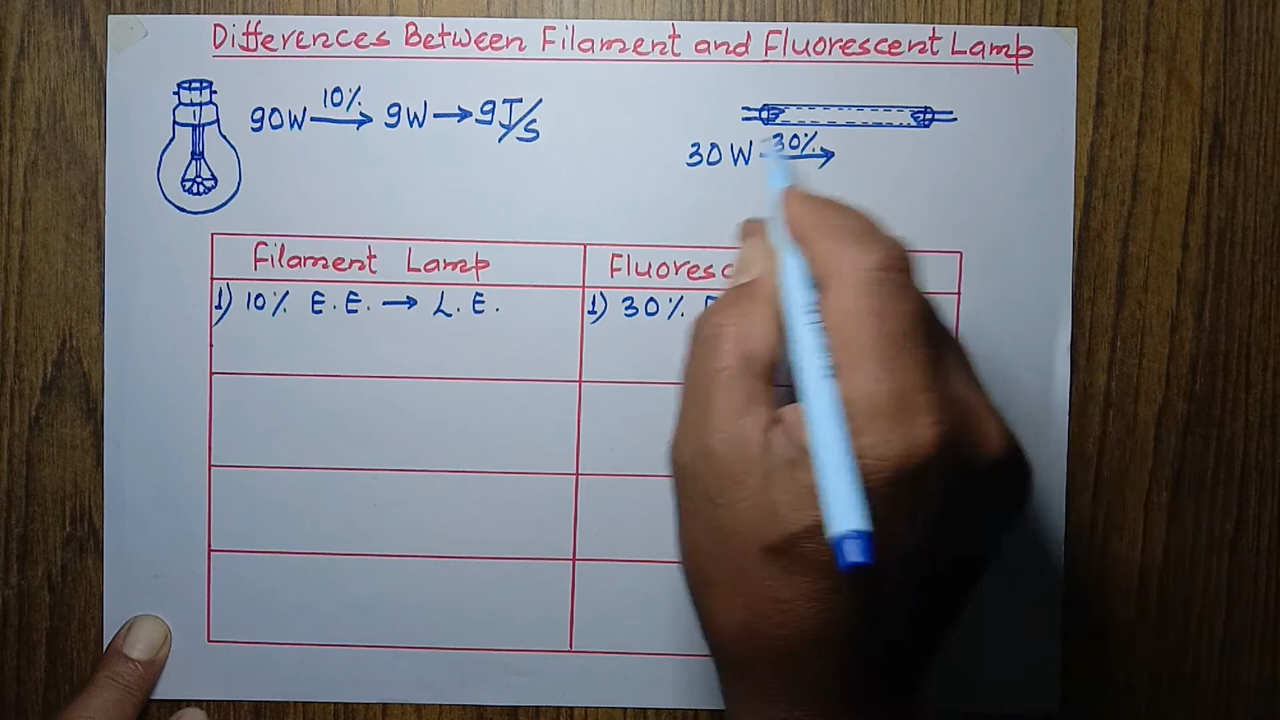 Differences Between Filament and Fluorescent Lamp
90W 10% → 9W → 9J/s
30W 30% →
Filament Lamp
1) 10% E.E. → L.E.
1) 30%